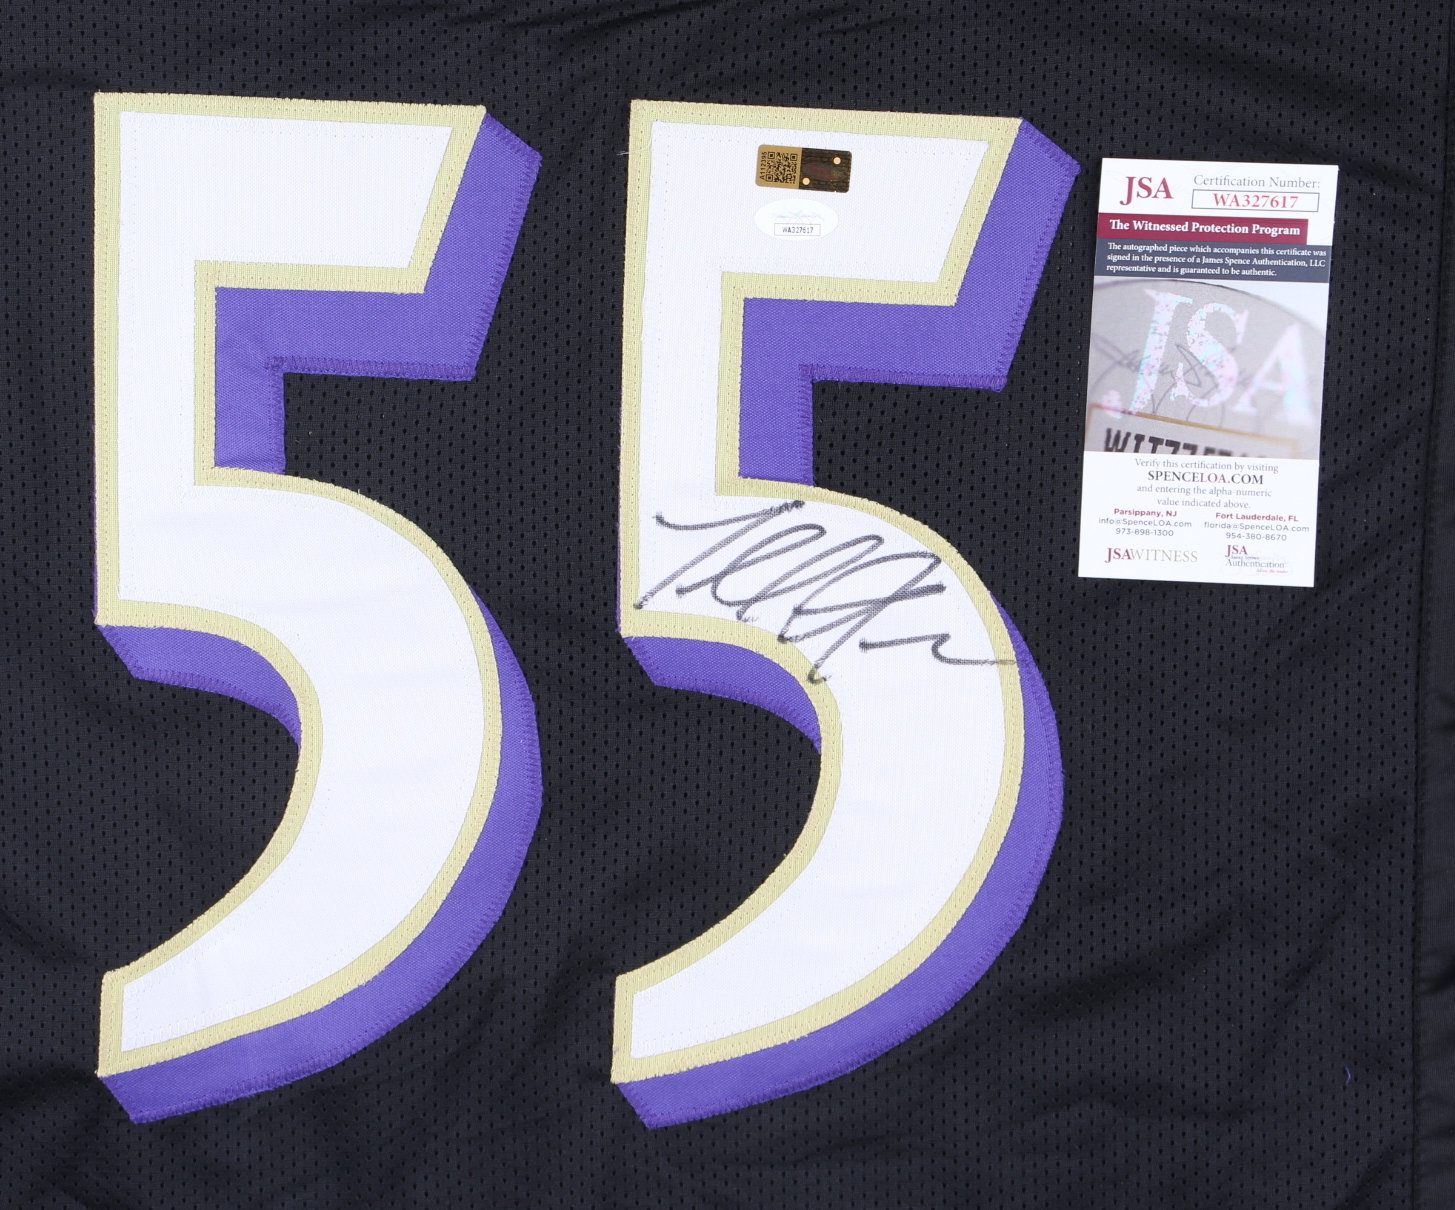 55
A112395
WA327617
JSA
Certification Number:
WA327617
The Witnessed Protection Program
The autographed piece which accompanies this certificate was
signed in the presence of a James Spence Authentication, LLC
representative and is guaranteed to be authentic.
JSA
Verify this certification by visiting
SPENCELOA.COM
and entering the alpha-numeric
value indicated above.
Parsippany, NJ
info@SpenceLOA.com
973-898-1300
Fort Lauderdale, FL
florida@SpenceLOA.com
954-380-8670
JSAWITNESS
JSA
Authentication